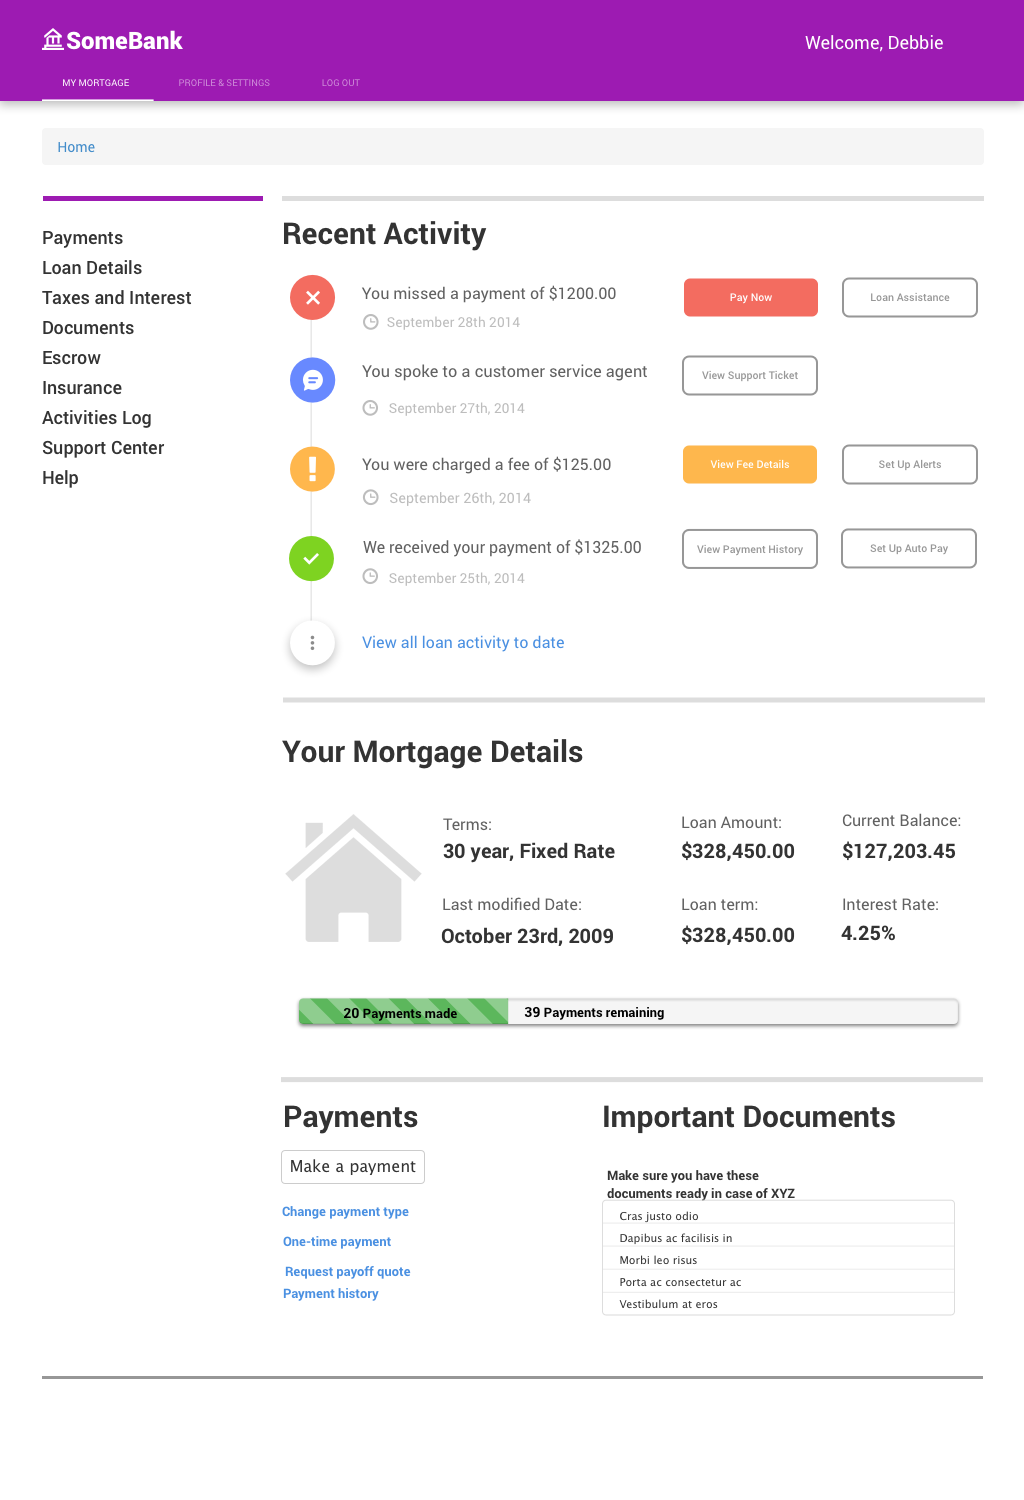 SomeBank
Welcome, Debbie
MY MORTGAGE PROFILE & SETTINGS LOG OUT
Home
Payments
Loan Details
Taxes and Interest
Documents
Escrow
Insurance
Activities Log
Support Center
Help
Recent Activity
You missed a payment of $1200.00
September 28th 2014
Pay Now
Loan Assistance
You spoke to a customer service agent
September 27th, 2014
View Support Ticket
You were charged a fee of $125.00
September 26th, 2014
View Fee Details
Set Up Alerts
We received your payment of $1325.00
September 25th, 2014
View Payment History
Set Up Auto Pay
View all loan activity to date
Your Mortgage Details
Terms:
30 year, Fixed Rate
Loan Amount:
$328,450.00
Current Balance:
$127,203.45
Last modified Date:
October 23rd, 2009
Loan term:
$328,450.00
Interest Rate:
4.25%
20 Payments made
39 Payments remaining
Payments
Make a payment
Change payment type
One-time payment
Request payoff quote
Payment history
Important Documents
Make sure you have these
documents ready in case of XYZ
Cras justo odio
Dapibus ac facilisis in
Morbi leo risus
Porta ac consectetur ac
Vestibulum at eros